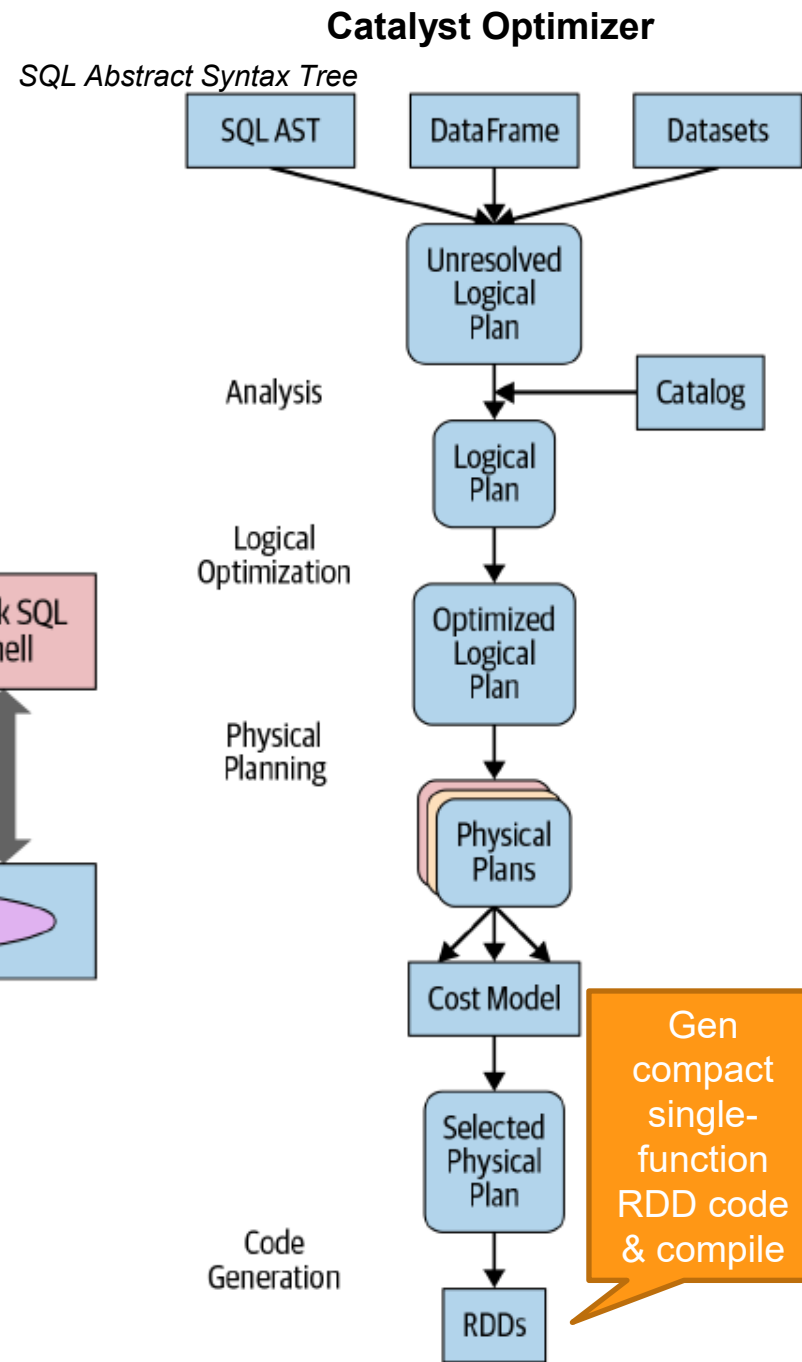 Catalyst Optimizer
SQL Abstract Syntax Tree
SQL AST
DataFrame
Datasets
Unresolved
Logical
Plan
Analysis
Catalog
Logical
Plan
Logical
Optimization
Optimized
Logical
Plan
SQL
Physical
Planning
Physical
Plans
Cost Model
Gen
compact
single-
function
RDD code
& compile
Selected
Physical
Plan
Code
Generation
RDDs